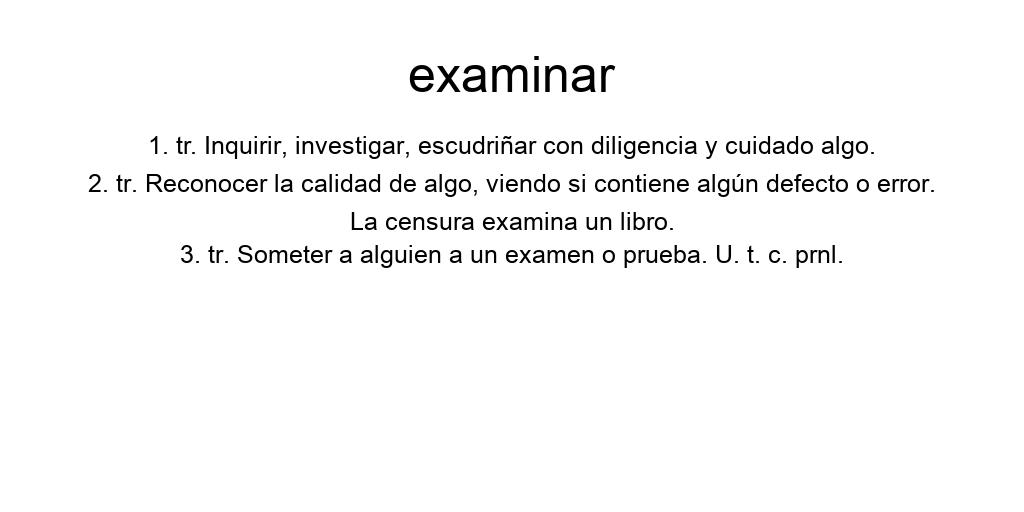 examinar
1. tr. Inquirir, investigar, escudriñar con diligencia y cuidado algo.
2. tr. Reconocer la calidad de algo, viendo si contiene algún defecto o error.
La censura examina un libro.
3. tr. Someter a alguien a un examen o prueba. U. t. c. prnl.